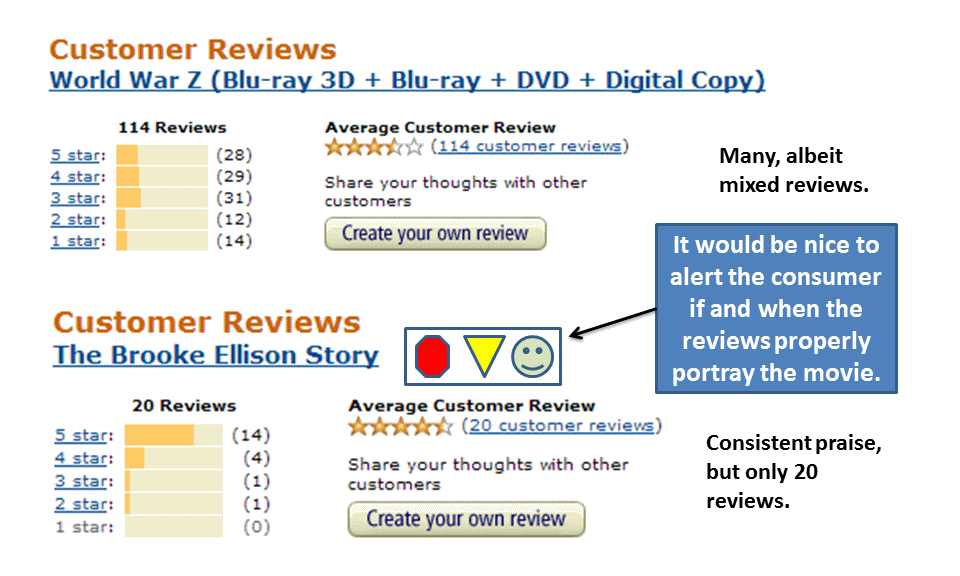 Customer Reviews
World War Z (Blu-ray 3D + Blu-ray + DVD + Digital Copy)
114 Reviews
5 star: (28)
4 star: (29)
3 star: (31)
2 star: (12)
1 star: (14)
Average Customer Review
(114 customer reviews)
Share your thoughts with other
customers
Create your own review
Many, albeit
mixed reviews.
It would be nice to
alert the consumer
if and when the
reviews properly
portray the movie.
Customer Reviews
The Brooke Ellison Story
20 Reviews
5 star: (14)
4 star: (4)
3 star: (1)
2 star: (1)
1 star: (0)
Average Customer Review
(20 customer reviews)
Share your thoughts with other
customers
Create your own review
Consistent praise,
but only 20
reviews.